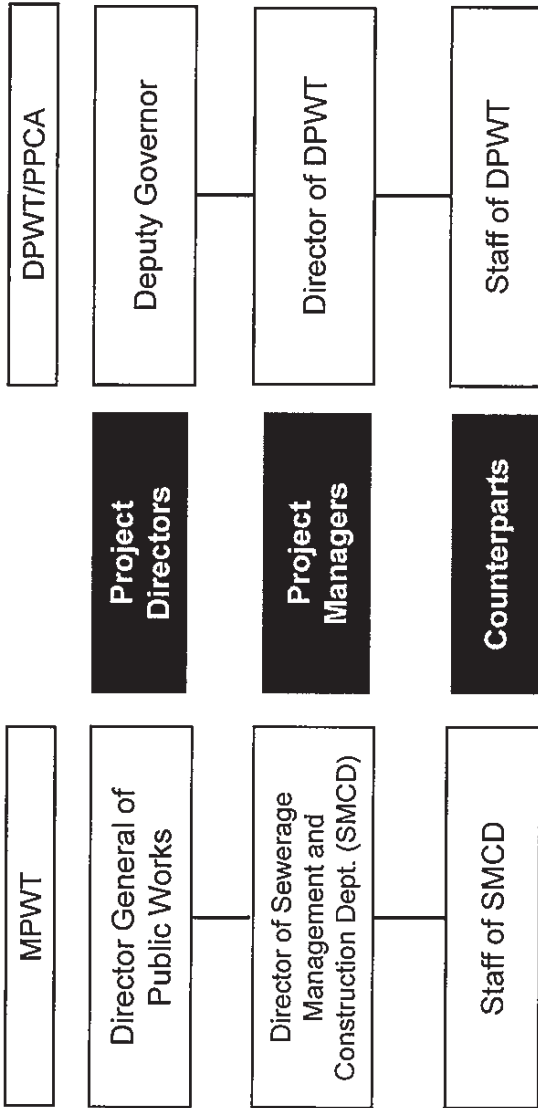 MPWT
DPWT/PPCA
Director General of
Public Works
Project
Directors
Deputy Governor
Director of Sewerage
Management and
Construction Dept. (SMCD)
Project
Managers
Director of DPWT
Staff of SMCD
Counterparts
Staff of DPWT